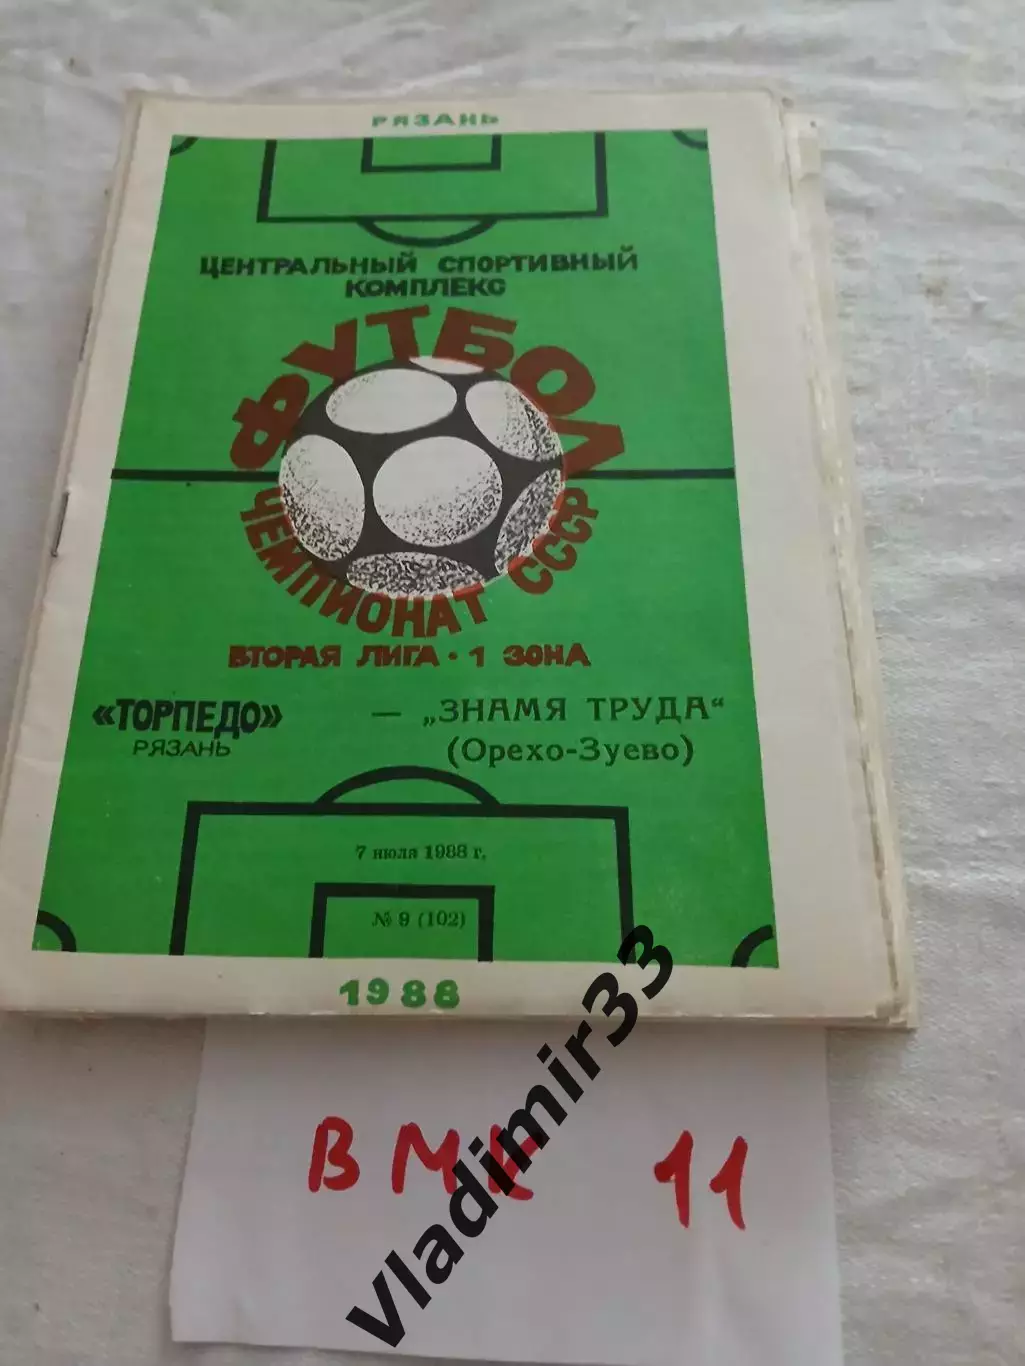 РЯЗАНЬ
ЦЕНТРАЛЬНЫЙ СПОРТИВНЫЙ
КОМПЛЕКС
ФУТБОЛ
ЧЕМПИОНАТ СССР
ВТОРАЯ ЛИГА • 1 ЗОНА
«ТОРПЕДО» — „ЗНАМЯ ТРУДА“
РЯЗАНЬ (Орехо-Зуево)
7 июля 1988 г.
№ 9 (102)
1988
ВМК 11
Vladimir33